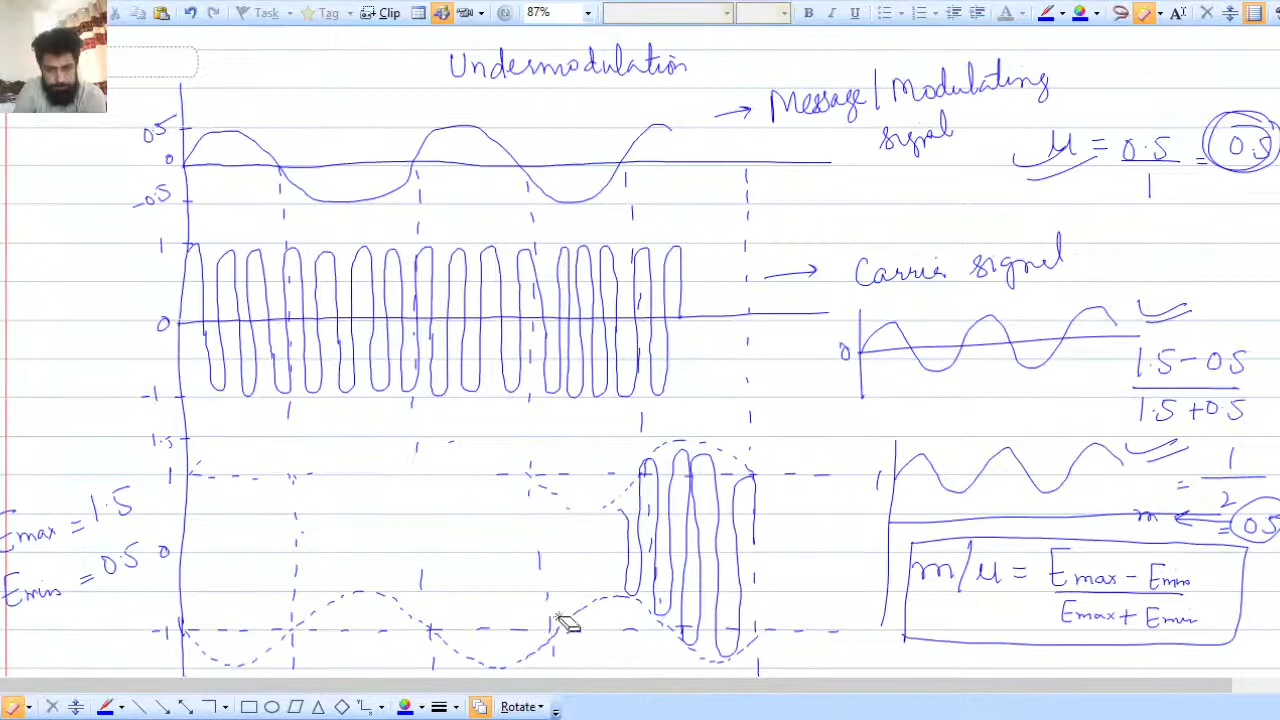 Task
Tag
Clip
87%
B I U
A
Rotate
Undermodulation
→ Message/Modulating
signal
0.5
0
-0.5
μ = 0.5 / 1 = 0.5
1
0
-1
→ Carrier signal
0
1.5 - 0.5
1.5 + 0.5
1.5
1
0
-1
Emax = 1.5
Emin = 0.5
1
= 1 / 2
m ← = 0.5
m/μ = Emax - Emin
Emax + Emin